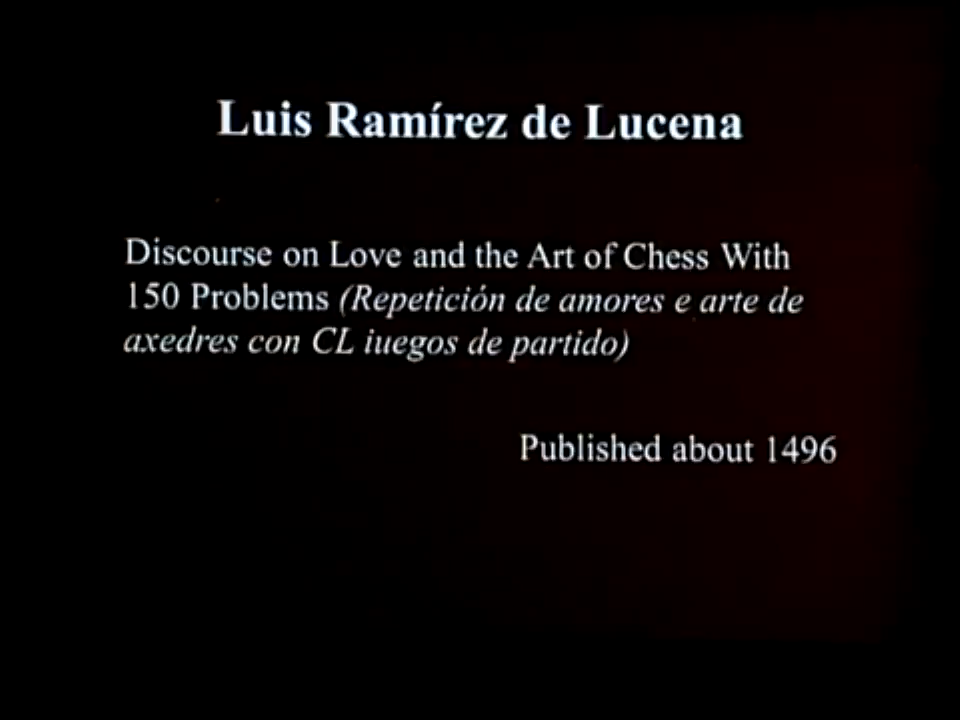 Luis Ramírez de Lucena
Discourse on Love and the Art of Chess With
150 Problems (Repetición de amores e arte de
axedres con CL iuegos de partido)
Published about 1496